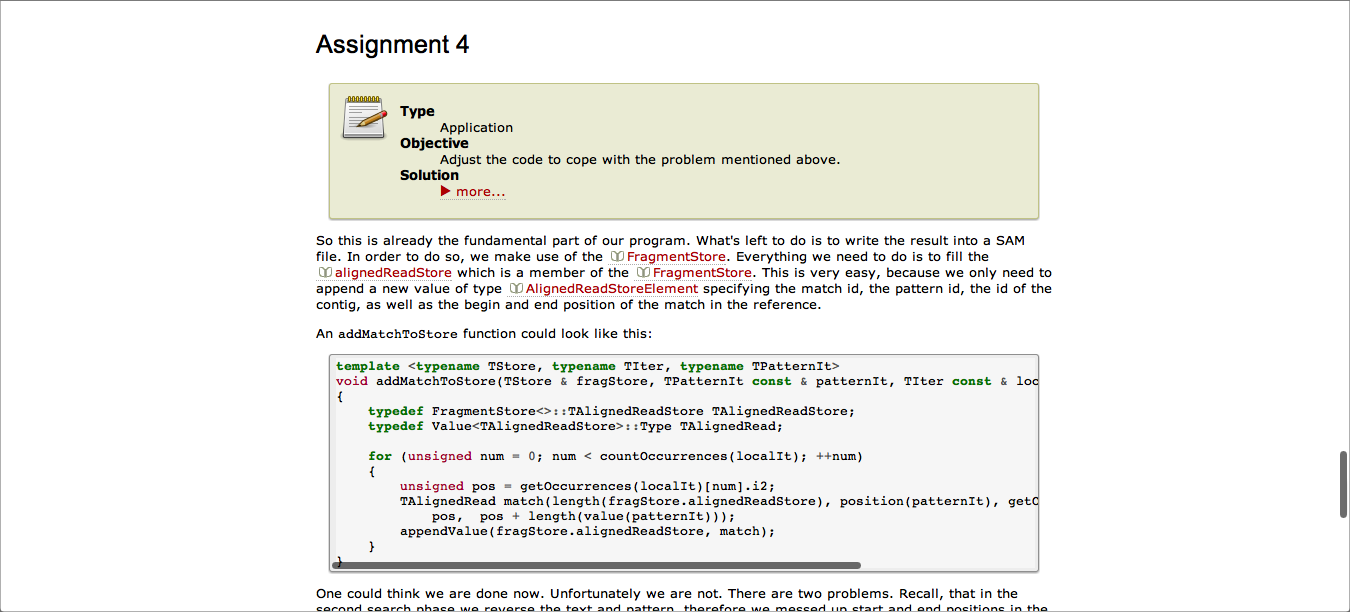 Assignment 4
Type
Application
Objective
Adjust the code to cope with the problem mentioned above.
Solution
more...
So this is already the fundamental part of our program. What's left to do is to write the result into a SAM
file. In order to do so, we make use of the FragmentStore. Everything we need to do is to fill the
alignedReadStore which is a member of the FragmentStore. This is very easy, because we only need to
append a new value of type AlignedReadStoreElement specifying the match id, the pattern id, the id of the
contig, as well as the begin and end position of the match in the reference.
An addMatchToStore function could look like this:
template <typename TStore, typename TIter, typename TPatternIt>
void addMatchToStore(TStore & fragStore, TPatternIt const & patternIt, TIter const & loc
{
    typedef FragmentStore<>::TAlignedReadStore TAlignedReadStore;
    typedef Value<TAlignedReadStore>::Type TAlignedRead;
    for (unsigned num = 0; num < countOccurrences(localIt); ++num)
    {
        unsigned pos = getOccurrences(localIt)[num].i2;
        TAlignedRead match(length(fragStore.alignedReadStore), position(patternIt), getO
            pos,  pos + length(value(patternIt)));
        appendValue(fragStore.alignedReadStore, match);
    }
}
One could think we are done now. Unfortunately we are not. There are two problems. Recall, that in the
second search phase we reverse the text and pattern, therefore we messed up start and end positions in the